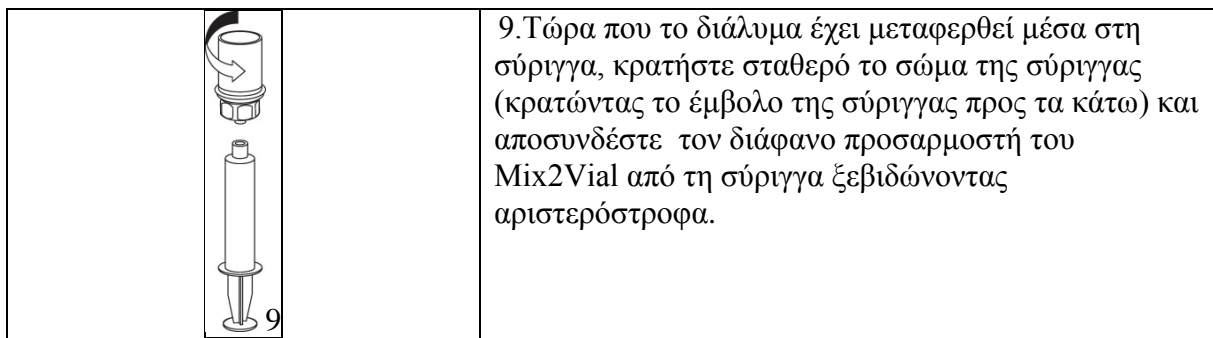 9.Τώρα που το διάλυμα έχει μεταφερθεί μέσα στη
σύριγγα, κρατήστε σταθερό το σώμα της σύριγγας
(κρατώντας το έμβολο της σύριγγας προς τα κάτω) και
αποσυνδέστε τον διάφανο προσαρμοστή του
Mix2Vial από τη σύριγγα ξεβιδώνοντας
αριστερόστροφα.
9